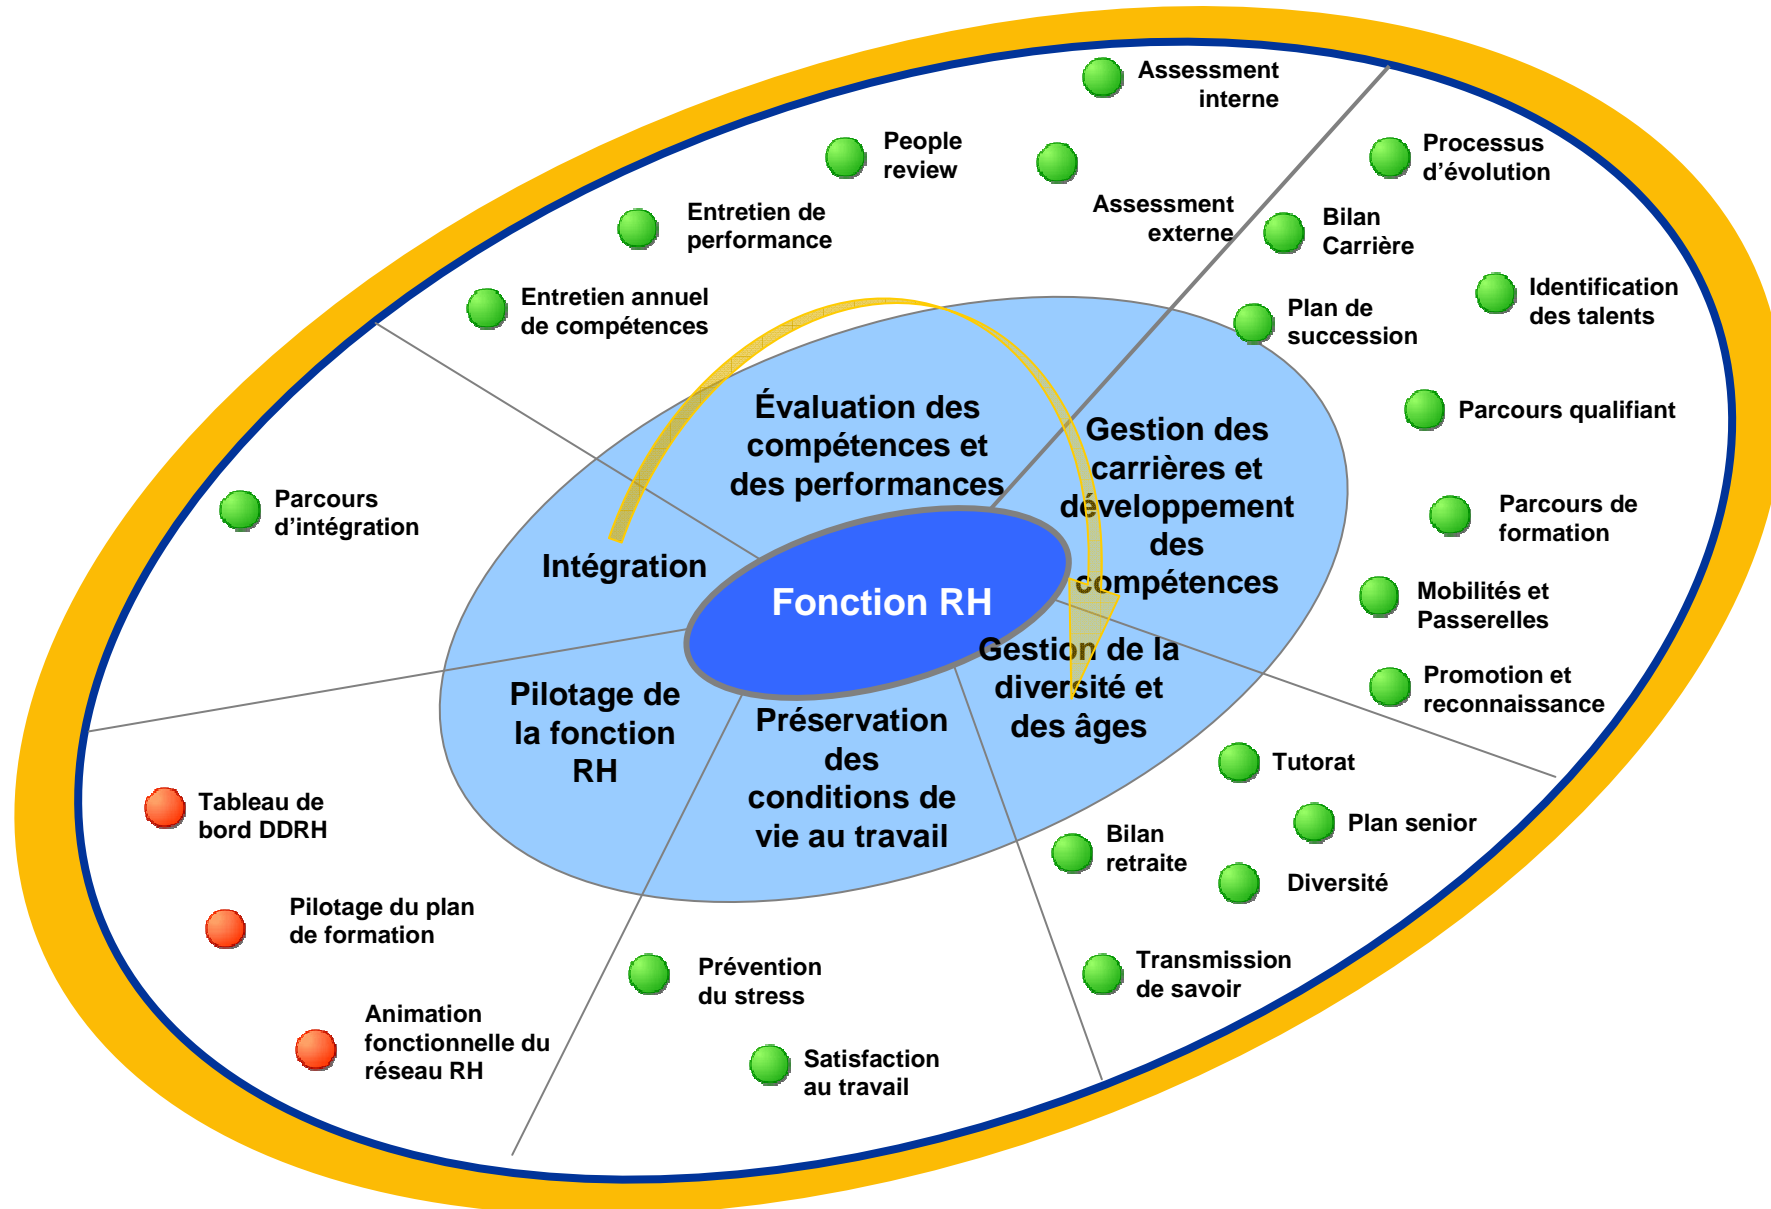 Assessment
interne
People
review
Processus
d’évolution
Assessment
externe
Entretien de
performance
Bilan
Carrière
Identification
des talents
Entretien annuel
de compétences
Plan de
succession
Évaluation des
compétences et
des performances
Gestion des
carrières et
développement
des
compétences
Parcours qualifiant
Parcours
d’intégration
Parcours de
formation
Intégration
Fonction RH
Mobilités et
Passerelles
Gestion de la
diversité et
des âges
Promotion et
reconnaissance
Pilotage de
la fonction
RH
Préservation
des
conditions de
vie au travail
Tutorat
Tableau de
bord DDRH
Plan senior
Bilan
retraite
Diversité
Pilotage du plan
de formation
Prévention
du stress
Transmission
de savoir
Animation
fonctionnelle du
réseau RH
Satisfaction
au travail